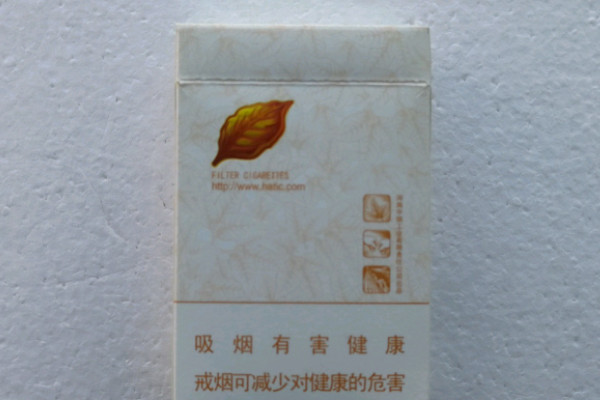 FILTER CIGARETTES
http://www.hatic.com
吸烟有害健康
戒烟可减少对健康的危害